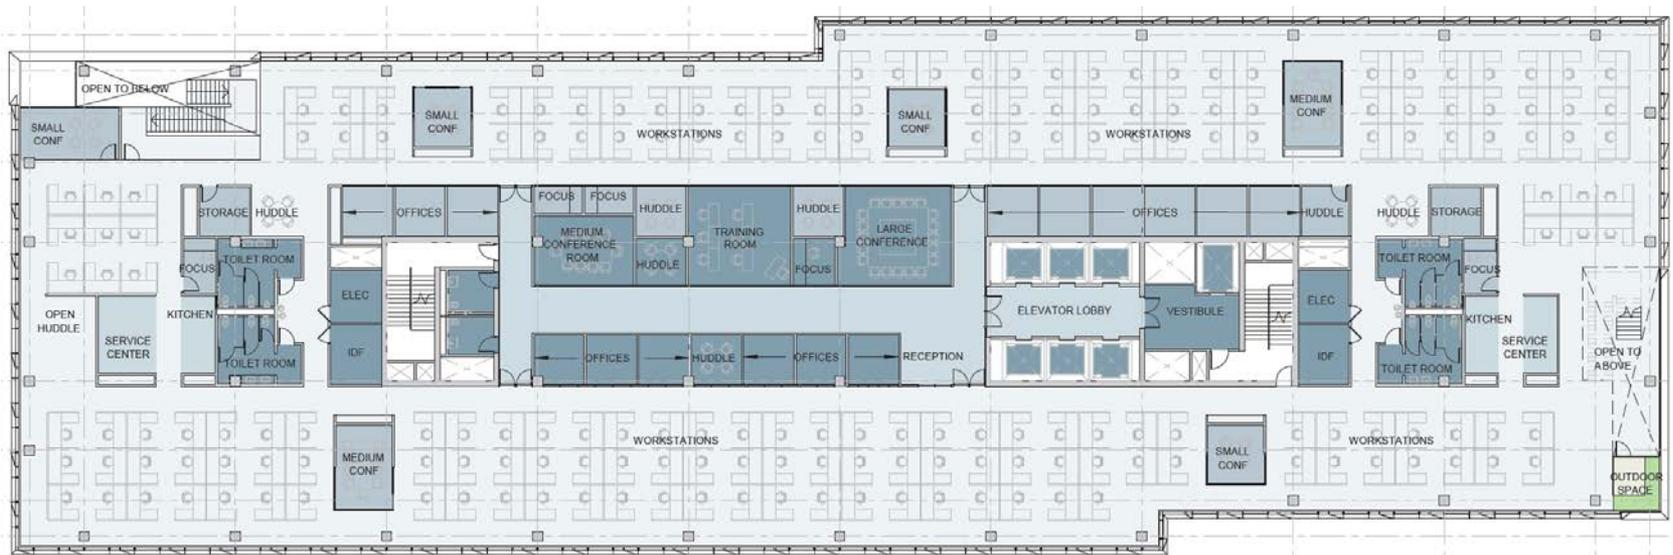 OPEN TO BELOW
SMALL
CONF
SMALL
CONF
WORKSTATIONS
SMALL
CONF
WORKSTATIONS
MEDIUM
CONF
STORAGE
HUDDLE
OFFICES
FOCUS
FOCUS
HUDDLE
TRAINING
ROOM
HUDDLE
LARGE
CONFERENCE
OFFICES
HUDDLE
HUDDLE
STORAGE
MEDIUM
CONFERENCE
ROOM
HUDDLE
FOCUS
FOCUS
TOILET ROOM
TOILET ROOM
FOCUS
ELEC
ELEC
OPEN
HUDDLE
SERVICE
CENTER
KITCHEN
IDF
TOILET ROOM
ELEVATOR LOBBY
VESTIBULE
IDF
KITCHEN
SERVICE
CENTER
TOILET ROOM
OPEN TO
ABOVE
OFFICES
HUDDLE
OFFICES
RECEPTION
MEDIUM
CONF
WORKSTATIONS
SMALL
CONF
WORKSTATIONS
OUTDOOR
SPACE